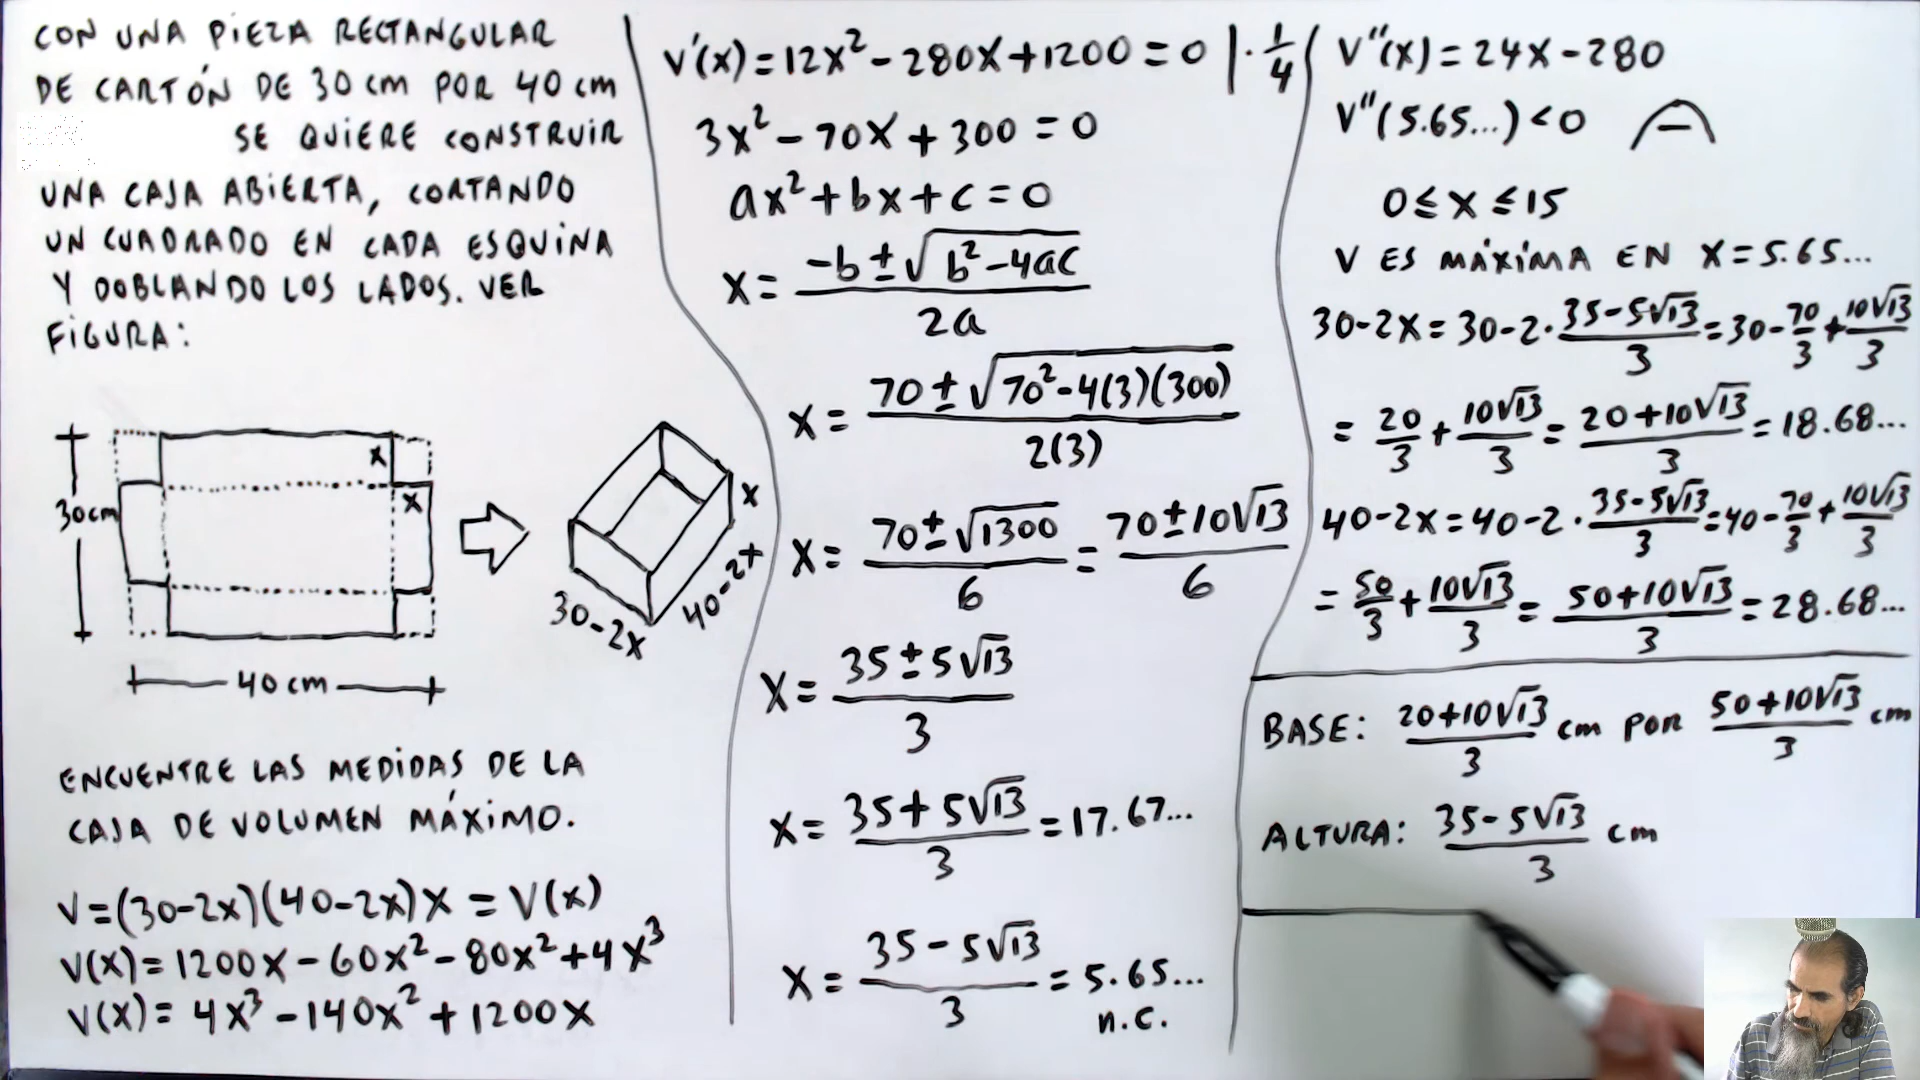 CON UNA PIEZA RECTANGULAR
DE CARTÓN DE 30 cm POR 40 cm
SE QUIERE CONSTRUIR
UNA CAJA ABIERTA, CORTANDO
UN CUADRADO EN CADA ESQUINA
Y DOBLANDO LOS LADOS. VER
FIGURA:
x
x
30cm
40 cm
x
30-2x
40-2x
ENCUENTRE LAS MEDIDAS DE LA
CAJA DE VOLUMEN MÁXIMO.
V=(30-2x)(40-2x)x = V(x)
V(x)=1200x-60x²-80x²+4x³
V(x)= 4x³-140x²+1200x
V'(x)=12x²-280x+1200=0 |·1/4
3x²-70x+300=0
ax²+bx+c=0
x= (-b±√(b²-4ac))/2a
x= (70±√(70²-4(3)(300)))/2(3)
x= (70±√1300)/6 = (70±10√13)/6
x= (35±5√13)/3
x= (35+5√13)/3 =17.67...
x= (35-5√13)/3 = 5.65...
n.c.
V''(x)=24x-280
V''(5.65...)<0 -
0≤x≤15
V ES MÁXIMA EN x=5.65...
30-2x=30-2·(35-5√13)/3=30-70/3+10√13/3
= 20/3+10√13/3=(20+10√13)/3=18.68...
40-2x=40-2·(35-5√13)/3=40-70/3+10√13/3
= 50/3+10√13/3=(50+10√13)/3=28.68...
BASE: (20+10√13)/3 cm POR (50+10√13)/3 cm
ALTURA: (35-5√13)/3 cm